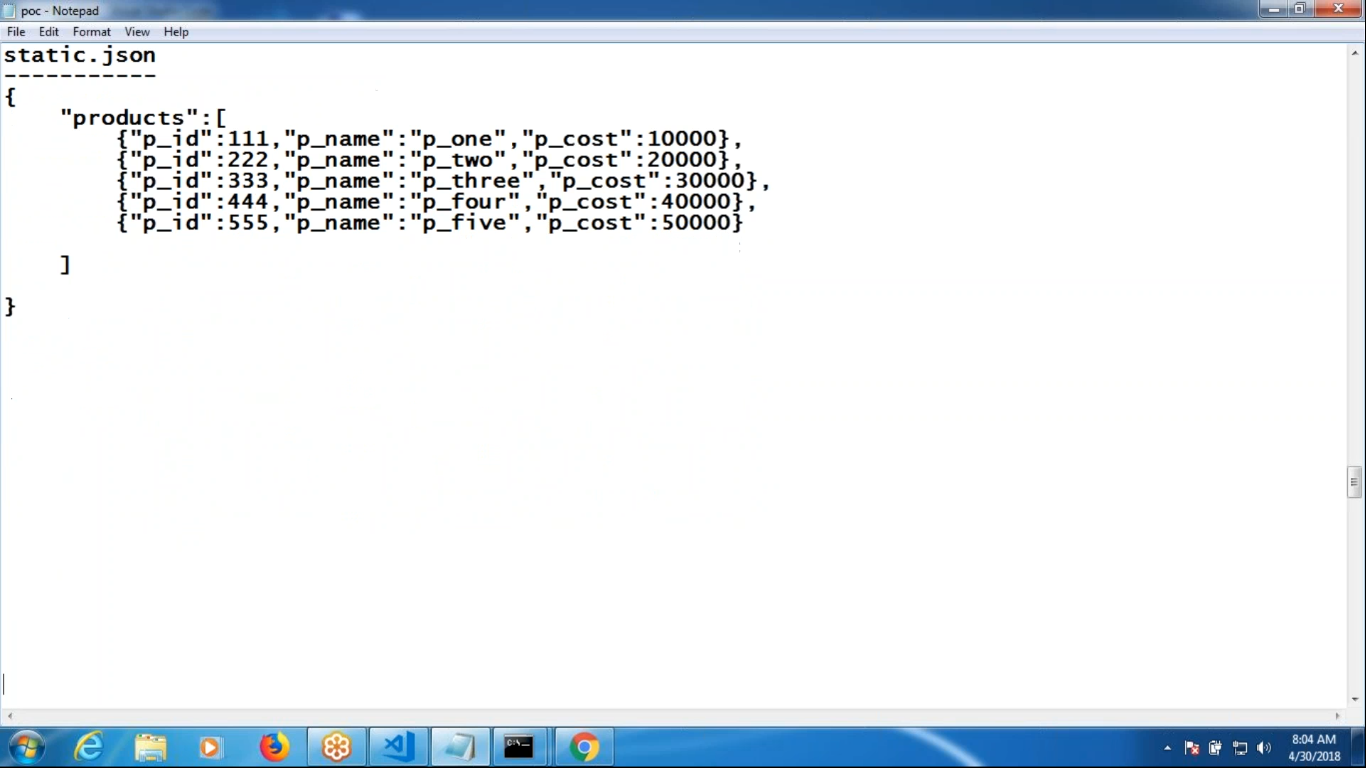 poc - Notepad
File Edit Format View Help
static.json
-----------
{
"products":[
{"p_id":111,"p_name":"p_one","p_cost":10000},
{"p_id":222,"p_name":"p_two","p_cost":20000},
{"p_id":333,"p_name":"p_three","p_cost":30000},
{"p_id":444,"p_name":"p_four","p_cost":40000},
{"p_id":555,"p_name":"p_five","p_cost":50000}
]
}
C:\_
8:04 AM
4/30/2018